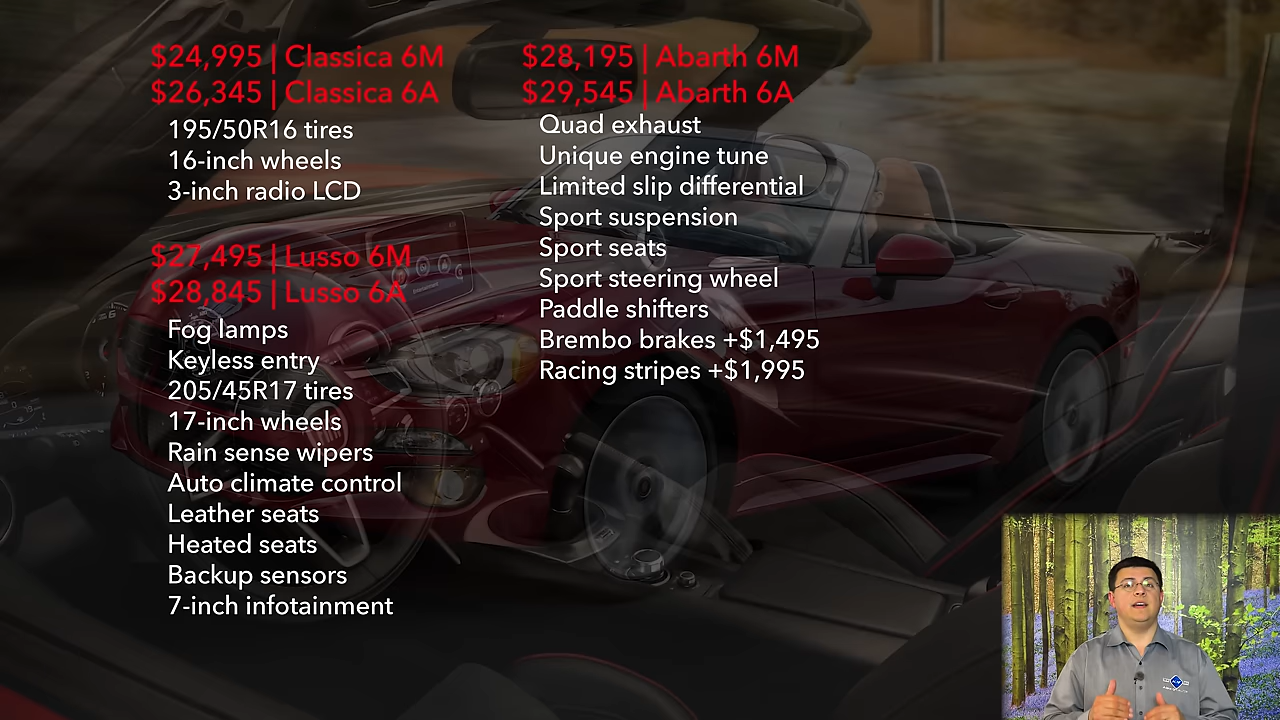 $24,995 | Classica 6M
$26,345 | Classica 6A
195/50R16 tires
16-inch wheels
3-inch radio LCD
$27,495 | Lusso 6M
$28,845 | Lusso 6A
Fog lamps
Keyless entry
205/45R17 tires
17-inch wheels
Rain sense wipers
Auto climate control
Leather seats
Heated seats
Backup sensors
7-inch infotainment
$28,195 | Abarth 6M
$29,545 | Abarth 6A
Quad exhaust
Unique engine tune
Limited slip differential
Sport suspension
Sport seats
Sport steering wheel
Paddle shifters
Brembo brakes +$1,495
Racing stripes +$1,995